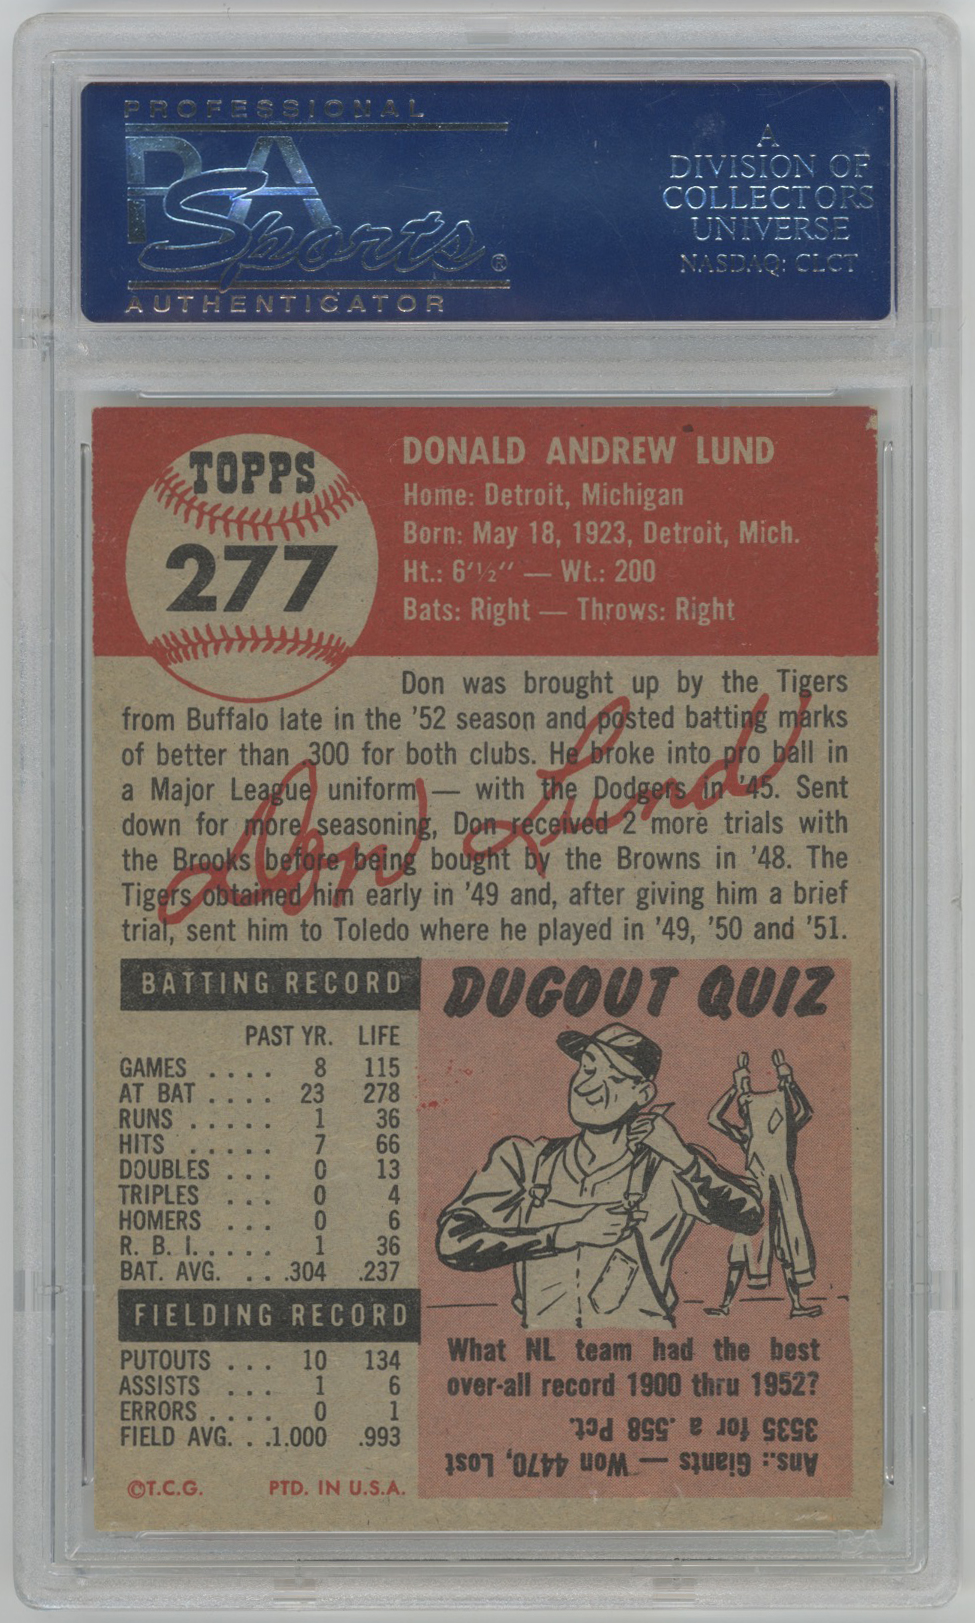 PROFESSIONAL
PSA
Sports®
AUTHENTICATOR
A
DIVISION OF
COLLECTORS
UNIVERSE
NASDAQ: CLCT
TOPPS
277
DONALD ANDREW LUND
Home: Detroit, Michigan
Born: May 18, 1923, Detroit, Mich.
Ht.: 6'½" — Wt.: 200
Bats: Right — Throws: Right
Don was brought up by the Tigers
from Buffalo late in the '52 season and posted batting marks
of better than .300 for both clubs. He broke into pro ball in
a Major League uniform — with the Dodgers in '45. Sent
down for more seasoning, Don received 2 more trials with
the Brooks before being bought by the Browns in '48. The
Tigers obtained him early in '49 and, after giving him a brief
trial, sent him to Toledo where he played in '49, '50 and '51.
Don Lund
BATTING RECORD
PAST YR. LIFE
GAMES .... 8 115
AT BAT .... 23 278
RUNS ..... 1 36
HITS ..... 7 66
DOUBLES ... 0 13
TRIPLES ... 0 4
HOMERS ... 0 6
R. B. I. .... 1 36
BAT. AVG. .. .304 .237
FIELDING RECORD
PUTOUTS ... 10 134
ASSISTS ... 1 6
ERRORS .... 0 1
FIELD AVG. . .1.000 .993
©T.C.G. PTD. IN U.S.A.
DUGOUT QUIZ
What NL team had the best
over-all record 1900 thru 1952?
Ans.: Giants — Won 4470, Lost
3535 for a .558 Pct.